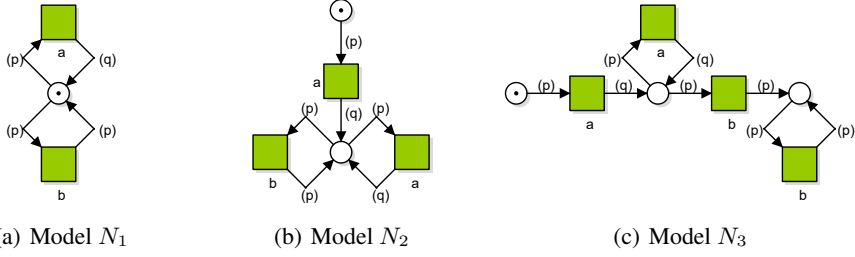 a
(p)
(q)
(p)
(p)
b
(p)
a
(q)
(p)
(p)
b
(p)
(q)
a
a
(p)
(q)
(p)
a
(q)
(p)
b
(p)
(p)
(p)
b
(a) Model N₁
(b) Model N₂
(c) Model N₃